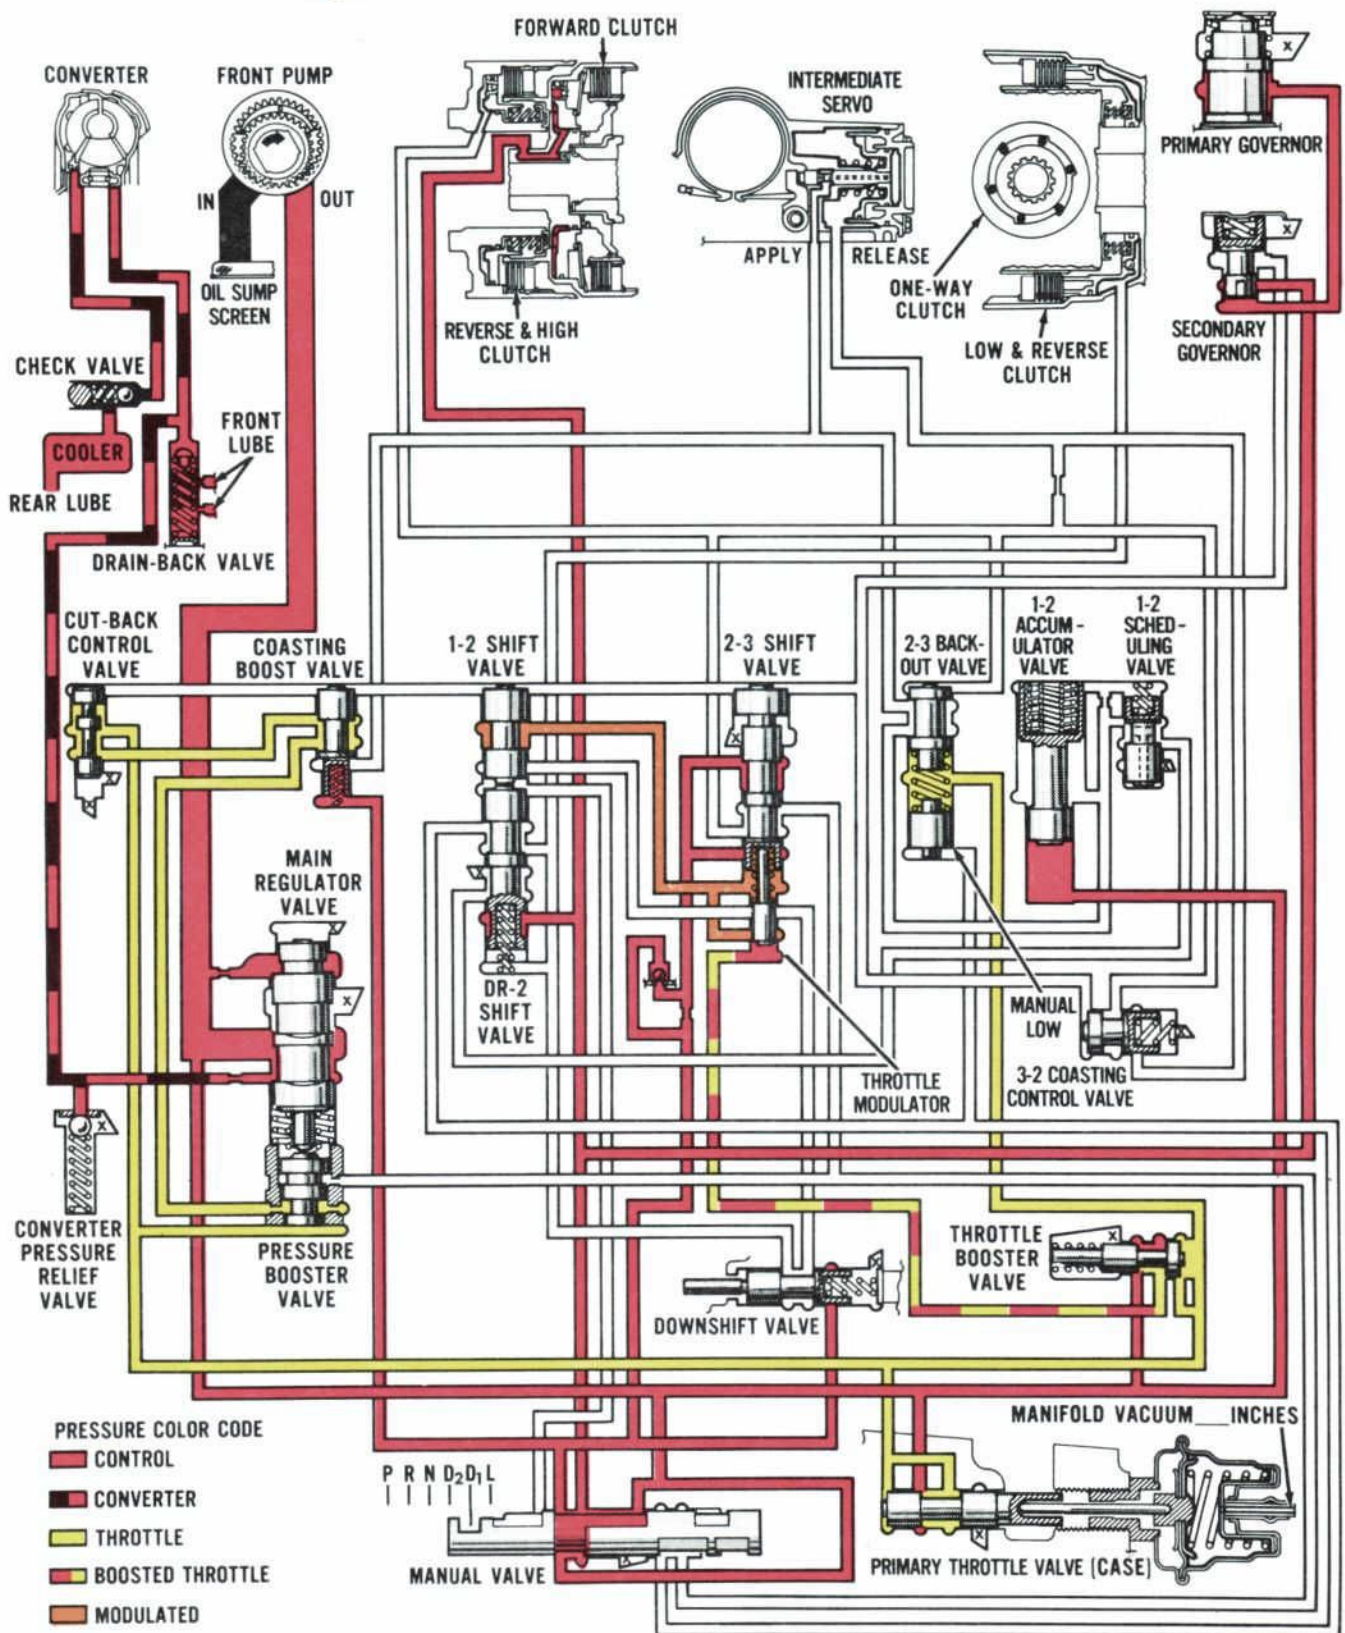 FORWARD CLUTCH
CONVERTER
FRONT PUMP
INTERMEDIATE
SERVO
X
PRIMARY GOVERNOR
IN
OUT
OIL SUMP
SCREEN
APPLY
RELEASE
ONE-WAY
CLUTCH
X
SECONDARY
GOVERNOR
REVERSE & HIGH
CLUTCH
LOW & REVERSE
CLUTCH
CHECK VALVE
FRONT
LUBE
COOLER
REAR LUBE
DRAIN-BACK VALVE
CUT-BACK
CONTROL
VALVE
COASTING
BOOST VALVE
1-2 SHIFT
VALVE
2-3 SHIFT
VALVE
2-3 BACK-
OUT VALVE
1-2
ACCUM-
ULATOR
VALVE
1-2
SCHED-
ULING
VALVE
X
X
X
X
X
MAIN
REGULATOR
VALVE
X
DR-2
SHIFT
VALVE
MANUAL
LOW
THROTTLE
MODULATOR
3-2 COASTING
CONTROL VALVE
X
X
CONVERTER
PRESSURE
RELIEF
VALVE
PRESSURE
BOOSTER
VALVE
THROTTLE
BOOSTER
VALVE
X
X
DOWNSHIFT VALVE
MANIFOLD VACUUM___INCHES
PRESSURE COLOR CODE
CONTROL
CONVERTER
THROTTLE
BOOSTED THROTTLE
MODULATED
P R N D2 D1 L
X
X
MANUAL VALVE
PRIMARY THROTTLE VALVE (CASE)